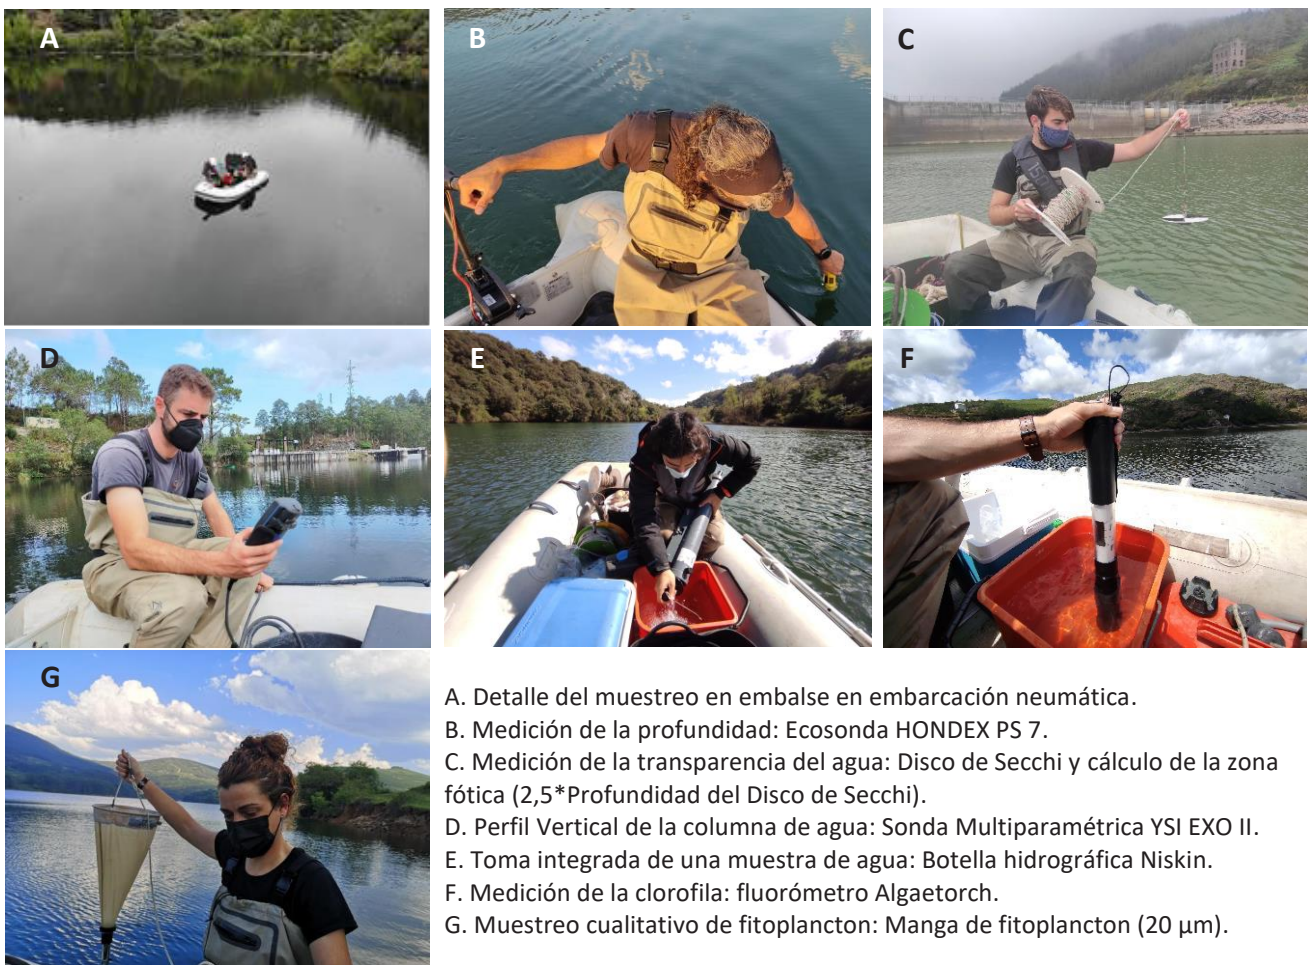 A
B
C
D
E
F
G
A. Detalle del muestreo en embalse en embarcación neumática.
B. Medición de la profundidad: Ecosonda HONDEX PS 7.
C. Medición de la transparencia del agua: Disco de Secchi y cálculo de la zona
fótica (2,5*Profundidad del Disco de Secchi).
D. Perfil Vertical de la columna de agua: Sonda Multiparamétrica YSI EXO II.
E. Toma integrada de una muestra de agua: Botella hidrográfica Niskin.
F. Medición de la clorofila: fluorómetro Algaetorch.
G. Muestreo cualitativo de fitoplancton: Manga de fitoplancton (20 µm).